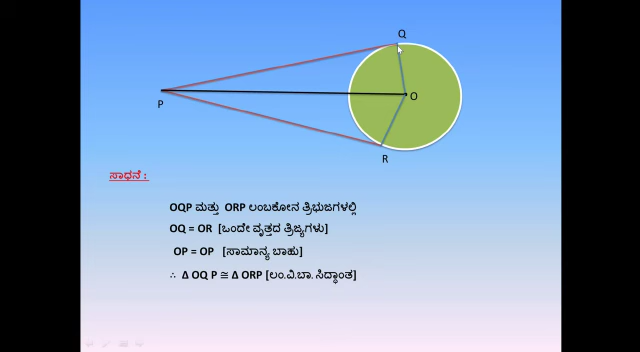 Q
P
O
R
ಸಾಧನೆ :
OQP ಮತ್ತು ORP ಲಂಬಕೋನ ತ್ರಿಭುಜಗಳಲ್ಲಿ
OQ = OR [ಒಂದೇ ವೃತ್ತದ ತ್ರಿಜ್ಯಗಳು]
OP = OP [ಸಾಮಾನ್ಯ ಬಾಹು]
∴ Δ OQ P ≅ Δ ORP [ಲಂ.ವಿ.ಬಾ. ಸಿದ್ಧಾಂತ]